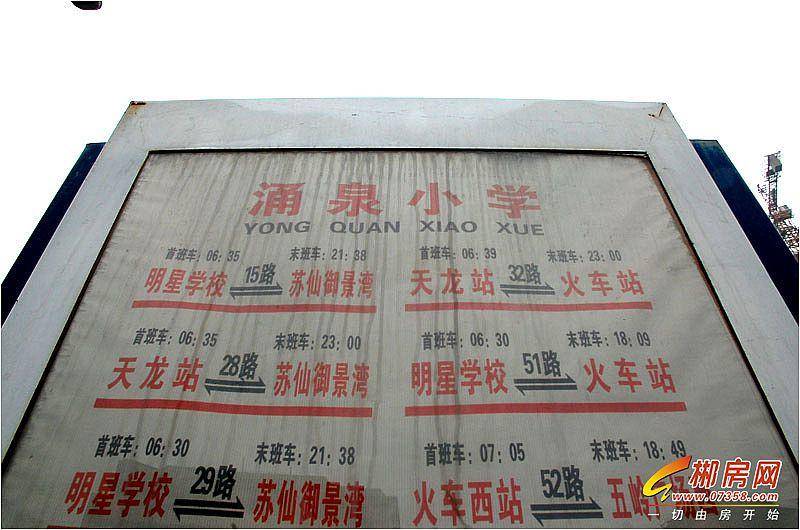 涌泉小学
YONG QUAN XIAO XUE
首班车：06:35 末班车：21:38
明星学校 15路 苏仙御景湾
首班车：06:39 末班车：23:00
天龙站 32路 火车站
首班车：06:35 末班车：23:00
天龙站 28路 苏仙御景湾
首班车：06:30 末班车：18:09
明星学校 51路 火车站
首班车：06:30 末班车：21:38
明星学校 29路 苏仙御景湾
首班车：07:05 末班车：18:49
火车西站 52路 五岭
郴房网
www.07358.com
一切由房开始